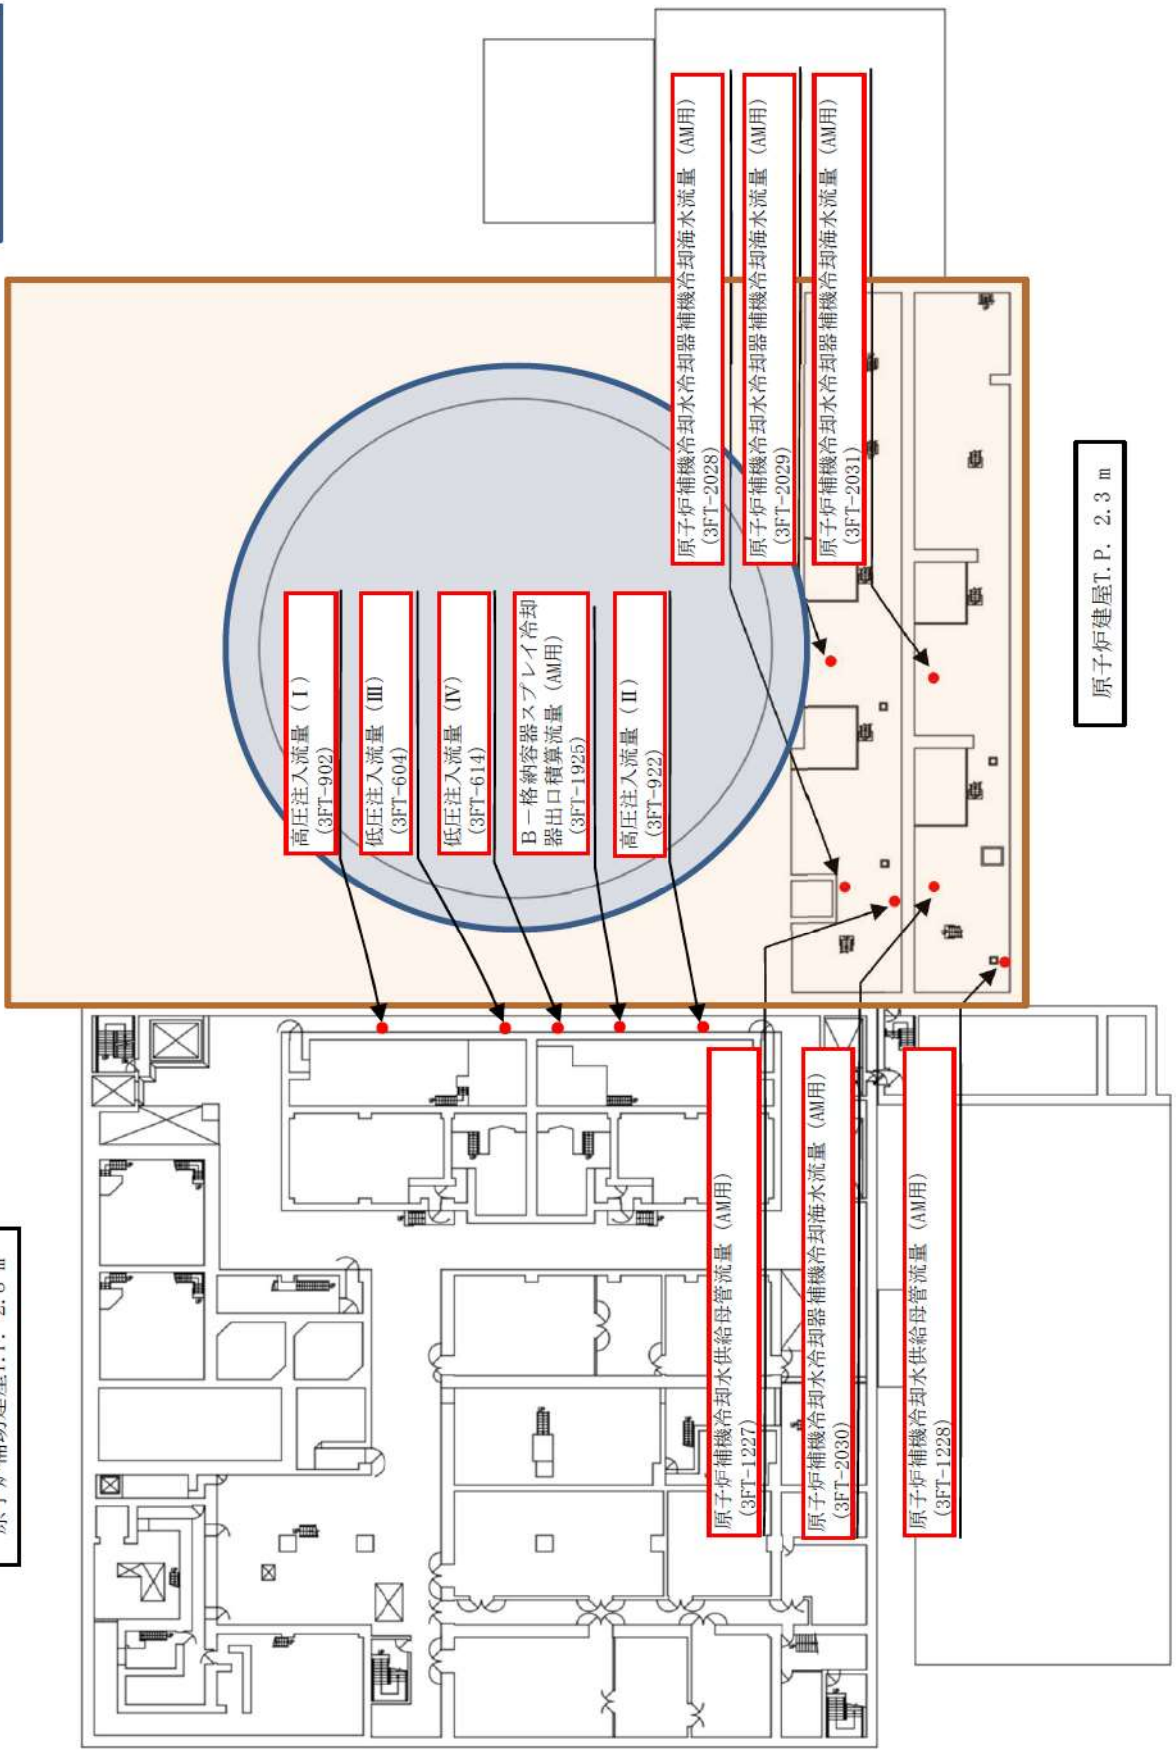 高圧注入流量（Ⅰ）
(3FT-902)
低圧注入流量（Ⅲ）
(3FT-604)
低圧注入流量（Ⅳ）
(3FT-614)
B－格納容器スプレイ冷却
器出口積算流量（AM用）
(3FT-1925)
高圧注入流量（Ⅱ）
(3FT-922)
原子炉補機冷却水冷却器補機冷却海水流量（AM用）
(3FT-2028)
原子炉補機冷却水冷却器補機冷却海水流量（AM用）
(3FT-2029)
原子炉補機冷却水冷却器補機冷却海水流量（AM用）
(3FT-2031)
原子炉補機冷却水供給母管流量（AM用）
(3FT-1227)
原子炉補機冷却水冷却器補機冷却海水流量（AM用）
(3FT-2030)
原子炉補機冷却水供給母管流量（AM用）
(3FT-1228)
原子炉建屋T.P. 2.3 m